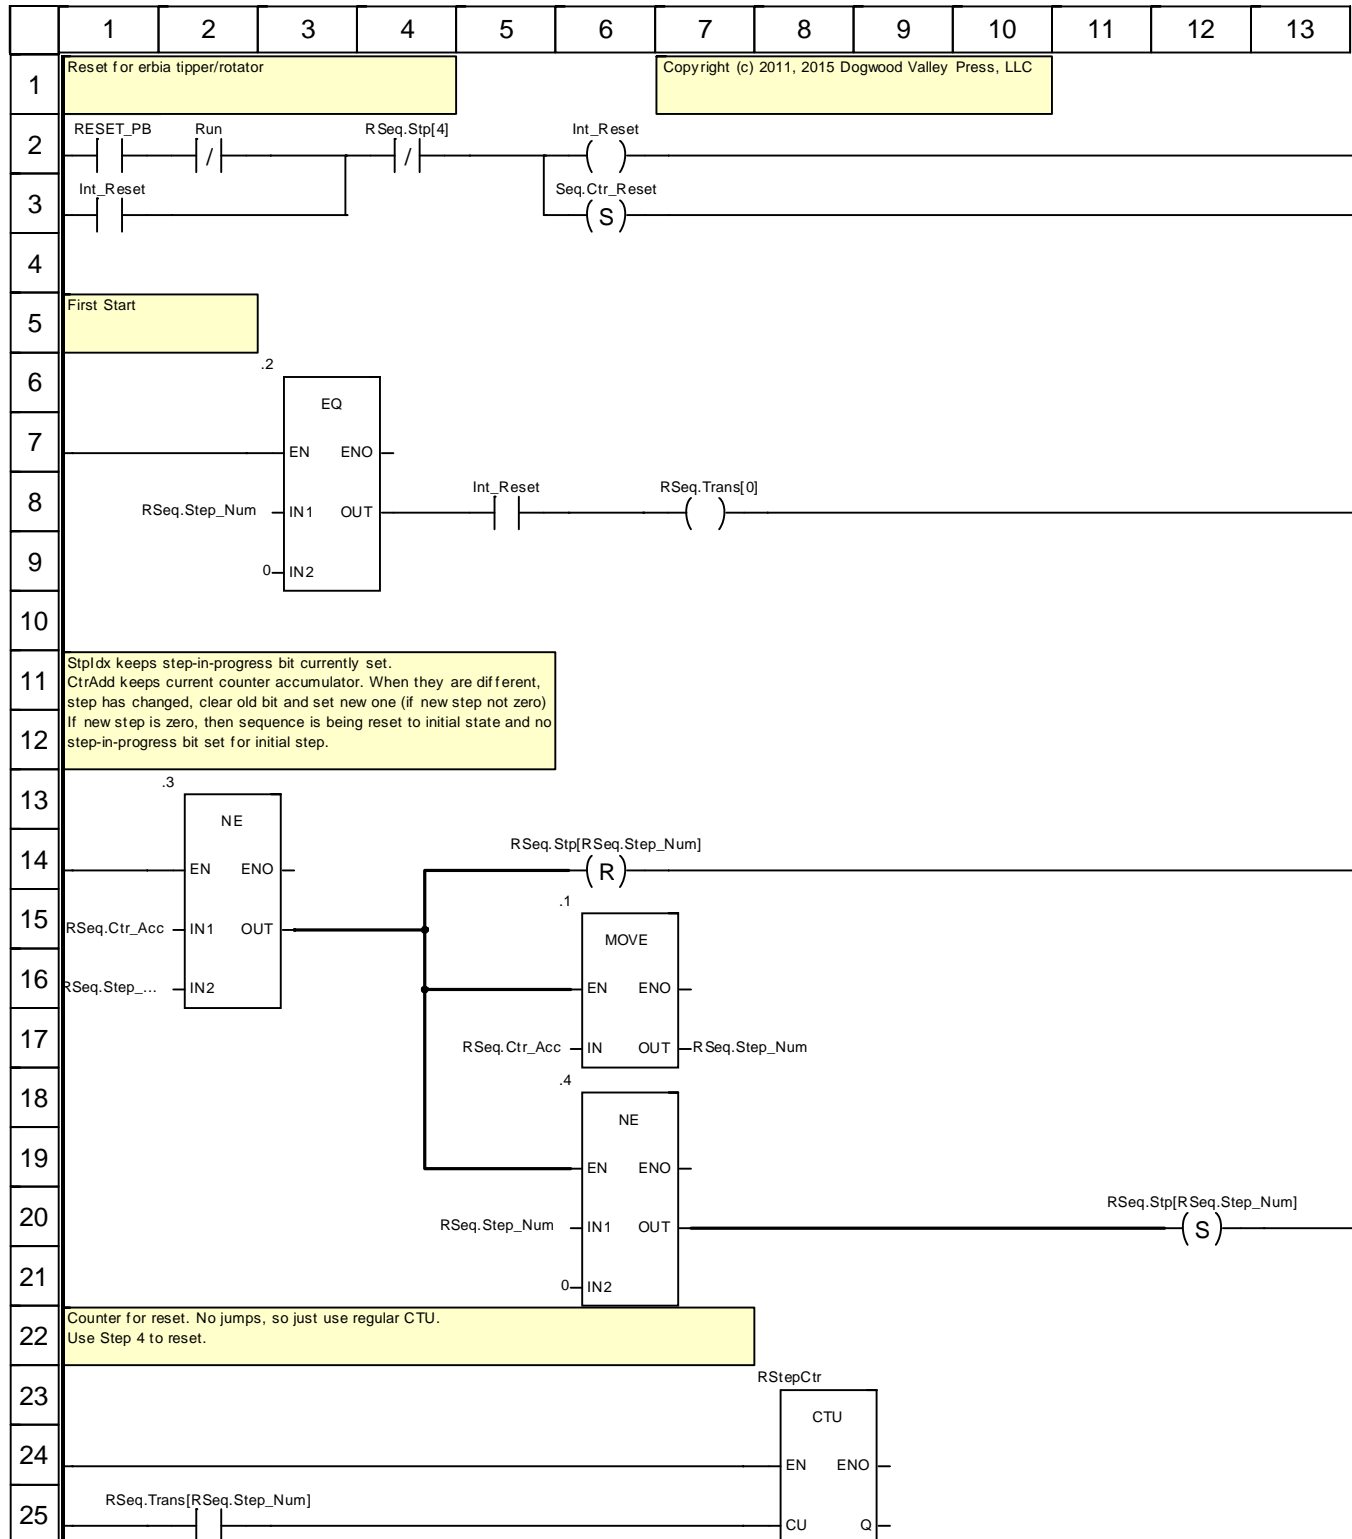 1 2 3 4 5 6 7 8 9 10 11 12 13
1
Reset for erbia tipper/rotator
Copyright (c) 2011, 2015 Dogwood Valley Press, LLC
2
RESET_PB Run RSeq.Stp[4] Int_Reset
/ /
3
Int_Reset Seq.Ctr_Reset
S
4
5
First Start
.2
6
EQ
7
EN ENO
8
Int_Reset RSeq.Trans[0]
RSeq.Step_Num IN1 OUT
9
0 IN2
10
11
StpIdx keeps step-in-progress bit currently set.
CtrAdd keeps current counter accumulator. When they are different,
step has changed, clear old bit and set new one (if new step not zero)
12
If new step is zero, then sequence is being reset to initial state and no
step-in-progress bit set for initial step.
.3
13
NE
14
RSeq.Stp[RSeq.Step_Num]
EN ENO R
15
.1
RSeq.Ctr_Acc IN1 OUT MOVE
16
RSeq.Step_... IN2 EN ENO
17
RSeq.Ctr_Acc IN OUT RSeq.Step_Num
.4
18
NE
19
EN ENO
20
RSeq.Stp[RSeq.Step_Num]
RSeq.Step_Num IN1 OUT S
21
0 IN2
22
Counter for reset. No jumps, so just use regular CTU.
Use Step 4 to reset.
RStepCtr
23
CTU
24
EN ENO
25
RSeq.Trans[RSeq.Step_Num]
CU Q